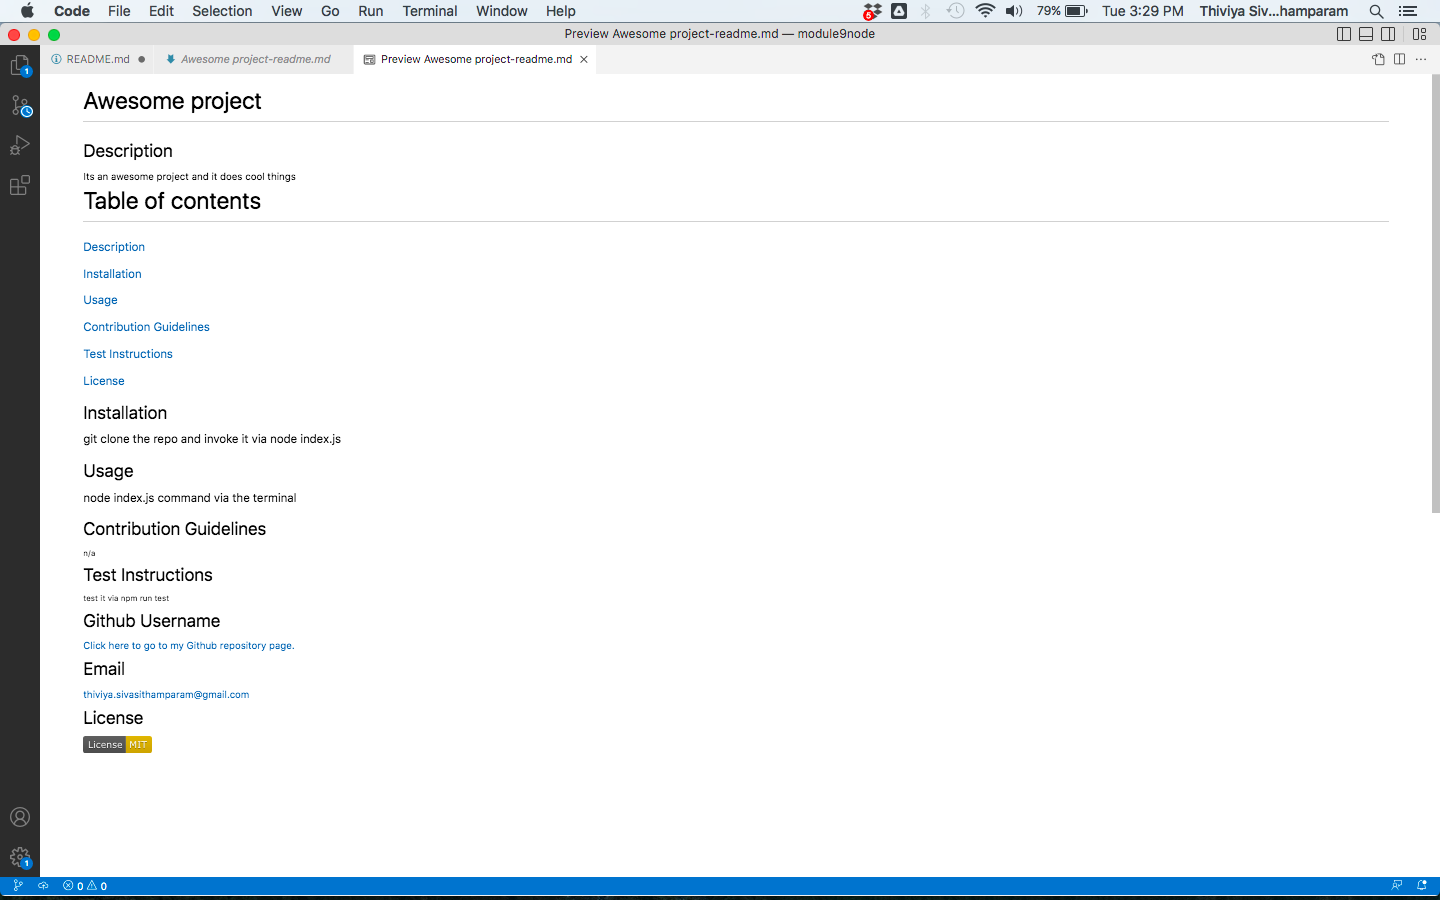 Code File Edit Selection View Go Run Terminal Window Help 6 79% Tue 3:29 PM Thiviya Siv...hamparam
Preview Awesome project-readme.md — module9node
README.md Awesome project-readme.md Preview Awesome project-readme.md
1
Awesome project
Description
Its an awesome project and it does cool things
Table of contents
Description
Installation
Usage
Contribution Guidelines
Test Instructions
License
Installation
git clone the repo and invoke it via node index.js
Usage
node index.js command via the terminal
Contribution Guidelines
n/a
Test Instructions
test it via npm run test
Github Username
Click here to go to my Github repository page.
Email
thiviya.sivasithamparam@gmail.com
License
License MIT
1
0 0